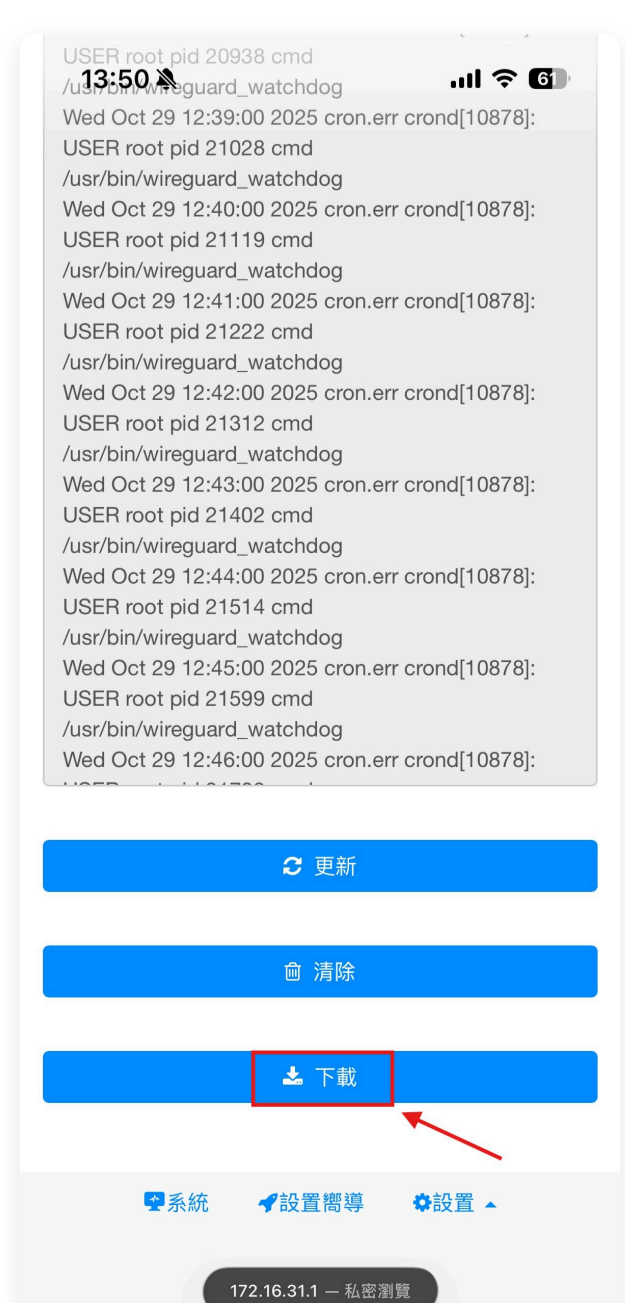 USER root pid 20938 cmd
13:50
61
/usr/bin/wireguard_watchdog
Wed Oct 29 12:39:00 2025 cron.err crond[10878]:
USER root pid 21028 cmd
/usr/bin/wireguard_watchdog
Wed Oct 29 12:40:00 2025 cron.err crond[10878]:
USER root pid 21119 cmd
/usr/bin/wireguard_watchdog
Wed Oct 29 12:41:00 2025 cron.err crond[10878]:
USER root pid 21222 cmd
/usr/bin/wireguard_watchdog
Wed Oct 29 12:42:00 2025 cron.err crond[10878]:
USER root pid 21312 cmd
/usr/bin/wireguard_watchdog
Wed Oct 29 12:43:00 2025 cron.err crond[10878]:
USER root pid 21402 cmd
/usr/bin/wireguard_watchdog
Wed Oct 29 12:44:00 2025 cron.err crond[10878]:
USER root pid 21514 cmd
/usr/bin/wireguard_watchdog
Wed Oct 29 12:45:00 2025 cron.err crond[10878]:
USER root pid 21599 cmd
/usr/bin/wireguard_watchdog
Wed Oct 29 12:46:00 2025 cron.err crond[10878]:
更新
清除
下載
系統 設置嚮導 設置
172.16.31.1 — 私密瀏覽